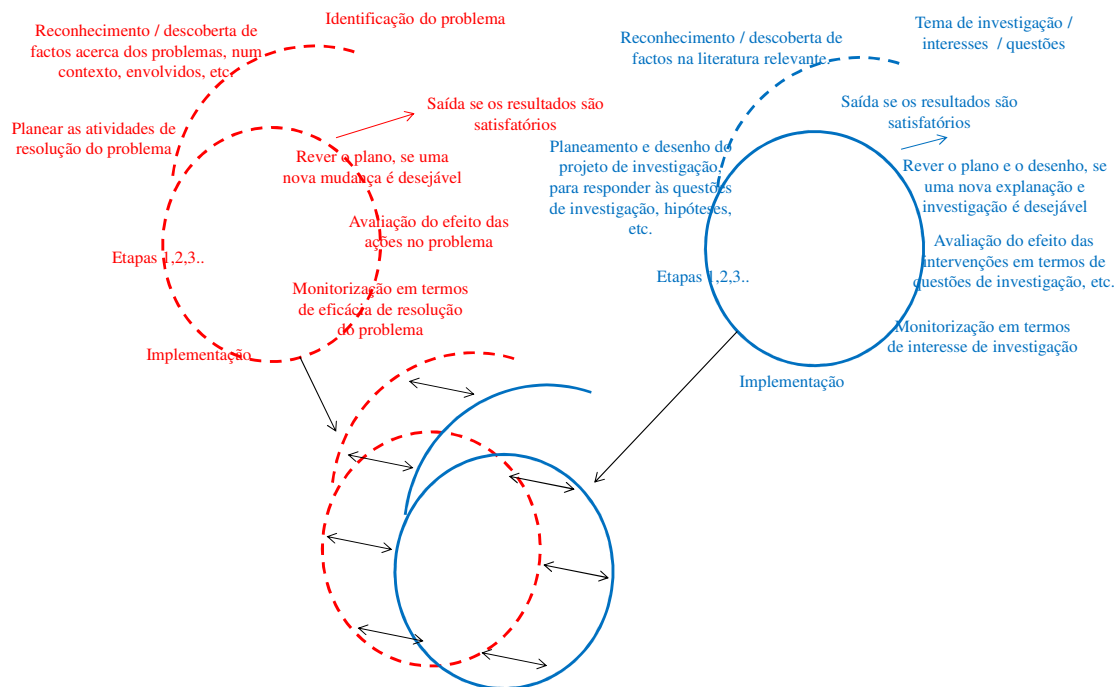 Identificação do problema
Reconhecimento / descoberta de
factos acerca dos problemas, num
contexto, envolvidos, etc.
Saída se os resultados são
satisfatórios
Planear as atividades de
resolução do problema
Rever o plano, se uma
nova mudança é desejável
Avaliação do efeito das
ações no problema
Etapas 1,2,3..
Monitorização em termos
de eficácia de resolução
do problema
Implementação
Tema de investigação /
interesses / questões
Reconhecimento / descoberta de
factos na literatura relevante.
Saída se os resultados são
satisfatórios
Planeamento e desenho do
projeto de investigação,
para responder às questões
de investigação, hipóteses,
etc.
Rever o plano e o desenho, se
uma nova explanação e
investigação é desejável
Avaliação do efeito das
intervenções em termos de
questões de investigação, etc.
Etapas 1,2,3..
Monitorização em termos
de interesse de investigação
Implementação